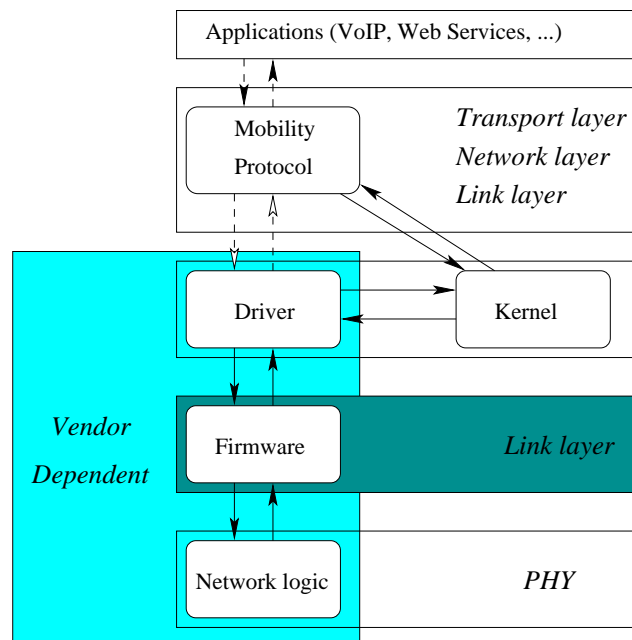 Applications (VoIP, Web Services, ...)
Mobility
Protocol
Transport layer
Network layer
Link layer
Driver
Kernel
Vendor
Dependent
Firmware
Link layer
Network logic
PHY